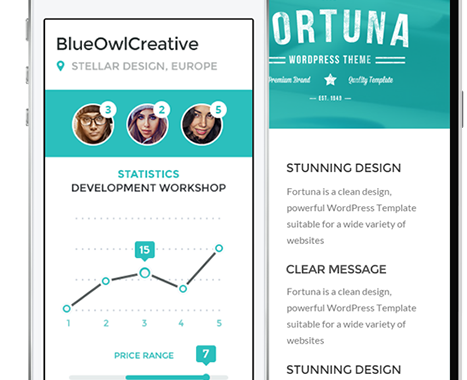 BlueOwlCreative
STELLAR DESIGN, EUROPE
3
2
5
STATISTICS
DEVELOPMENT WORKSHOP
15
1 2 3 4 5
PRICE RANGE 7
FORTUNA
WORDPRESS THEME
Premium Brand Quality Template
EST. 1949
STUNNING DESIGN
Fortuna is a clean design,
powerful WordPress Template
suitable for a wide variety of
websites
CLEAR MESSAGE
Fortuna is a clean design,
powerful WordPress Template
suitable for a wide variety of
websites
STUNNING DESIGN